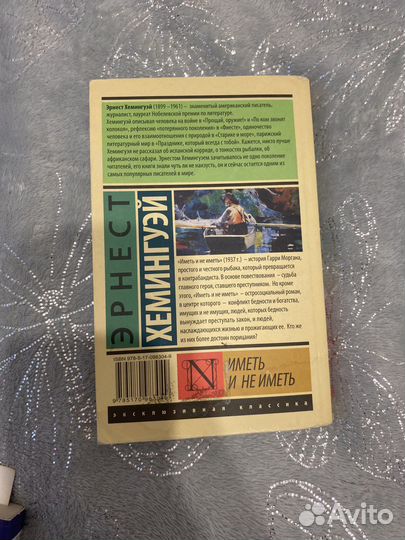 Эрнест Хемингуэй (1899 –1961) – знаменитый американский писатель,
журналист, лауреат Нобелевской премии по литературе.
Хемингуэй описывал человека на войне в «Прощай, оружие!» и «По ком звонит
колокол», рефлексию «потерянного поколения» в «Фиесте», одиночество
человека и его взаимоотношения с природой в «Старике и море», парижский
литературный мир в «Празднике, который всегда с тобой». Кажется, никто лучше
Хемингуэя не рассказал об испанской корриде, о тонкостях рыбалки, об
африканском сафари. Эрнестом Хемингуэем зачитывалось не одно поколение
читателей, его книги знали чуть ли не наизусть, он и сейчас остается одним из
самых популярных писателей в мире.
ЭРНЕСТ
ХЕМИНГУЭЙ
«Иметь и не иметь» (1937 г.) — история Гарри Моргана,
простого и честного рыбака, который превращается
в контрабандиста. В основе повествования — судьба
главного героя, ставшего преступником. Но кроме
этого, «Иметь и не иметь» — остросоциальный роман,
в центре которого — конфликт бедности и богатства,
имущих и не имущих, людей, которых бедность
вынуждает преступать закон, и людей,
наслаждающихся жизнью и прожигающих ее. Кто же
из них более достоин порицания?
ISBN 978-5-17-098304-9
N
ИМЕТЬ
И НЕ ИМЕТЬ
эксклюзивная классика
Avito